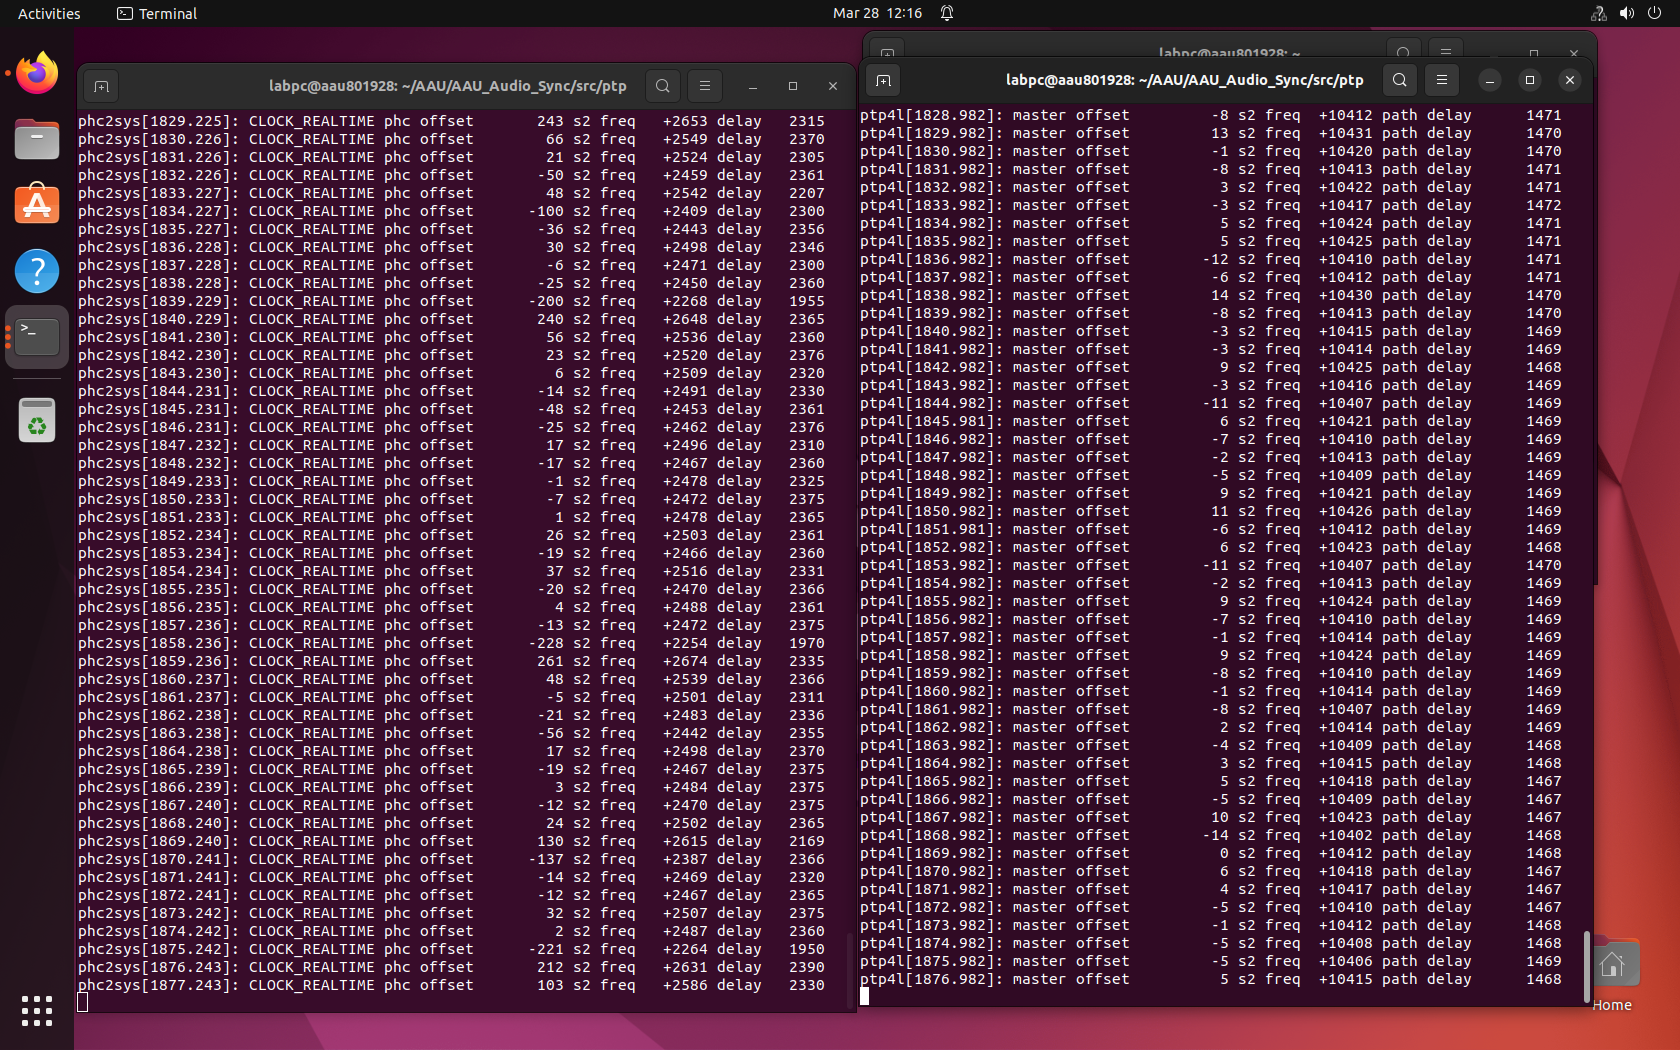 Activities
Terminal
Mar 28 12:16
labpc@aau801928: ~
labpc@aau801928: ~/AAU/AAU_Audio_Sync/src/ptp
phc2sys[1829.225]: CLOCK_REALTIME phc offset 243 s2 freq +2653 delay 2315
phc2sys[1830.226]: CLOCK_REALTIME phc offset 66 s2 freq +2549 delay 2370
phc2sys[1831.226]: CLOCK_REALTIME phc offset 21 s2 freq +2524 delay 2305
phc2sys[1832.226]: CLOCK_REALTIME phc offset -50 s2 freq +2459 delay 2361
phc2sys[1833.227]: CLOCK_REALTIME phc offset 48 s2 freq +2542 delay 2207
phc2sys[1834.227]: CLOCK_REALTIME phc offset -100 s2 freq +2409 delay 2300
phc2sys[1835.227]: CLOCK_REALTIME phc offset -36 s2 freq +2443 delay 2356
phc2sys[1836.228]: CLOCK_REALTIME phc offset 30 s2 freq +2498 delay 2346
phc2sys[1837.228]: CLOCK_REALTIME phc offset -6 s2 freq +2471 delay 2300
phc2sys[1838.228]: CLOCK_REALTIME phc offset -25 s2 freq +2450 delay 2360
phc2sys[1839.229]: CLOCK_REALTIME phc offset -200 s2 freq +2268 delay 1955
phc2sys[1840.229]: CLOCK_REALTIME phc offset 240 s2 freq +2648 delay 2365
phc2sys[1841.230]: CLOCK_REALTIME phc offset 56 s2 freq +2536 delay 2360
phc2sys[1842.230]: CLOCK_REALTIME phc offset 23 s2 freq +2520 delay 2376
phc2sys[1843.230]: CLOCK_REALTIME phc offset 6 s2 freq +2509 delay 2320
phc2sys[1844.231]: CLOCK_REALTIME phc offset -14 s2 freq +2491 delay 2330
phc2sys[1845.231]: CLOCK_REALTIME phc offset -48 s2 freq +2453 delay 2361
phc2sys[1846.231]: CLOCK_REALTIME phc offset -25 s2 freq +2462 delay 2376
phc2sys[1847.232]: CLOCK_REALTIME phc offset 17 s2 freq +2496 delay 2310
phc2sys[1848.232]: CLOCK_REALTIME phc offset -17 s2 freq +2467 delay 2360
phc2sys[1849.233]: CLOCK_REALTIME phc offset -1 s2 freq +2478 delay 2325
phc2sys[1850.233]: CLOCK_REALTIME phc offset -7 s2 freq +2472 delay 2375
phc2sys[1851.233]: CLOCK_REALTIME phc offset 1 s2 freq +2478 delay 2365
phc2sys[1852.234]: CLOCK_REALTIME phc offset 26 s2 freq +2503 delay 2361
phc2sys[1853.234]: CLOCK_REALTIME phc offset -19 s2 freq +2466 delay 2360
phc2sys[1854.234]: CLOCK_REALTIME phc offset 37 s2 freq +2516 delay 2331
phc2sys[1855.235]: CLOCK_REALTIME phc offset -20 s2 freq +2470 delay 2366
phc2sys[1856.235]: CLOCK_REALTIME phc offset 4 s2 freq +2488 delay 2361
phc2sys[1857.236]: CLOCK_REALTIME phc offset -13 s2 freq +2472 delay 2375
phc2sys[1858.236]: CLOCK_REALTIME phc offset -228 s2 freq +2254 delay 1970
phc2sys[1859.236]: CLOCK_REALTIME phc offset 261 s2 freq +2674 delay 2335
phc2sys[1860.237]: CLOCK_REALTIME phc offset 48 s2 freq +2539 delay 2366
phc2sys[1861.237]: CLOCK_REALTIME phc offset -5 s2 freq +2501 delay 2311
phc2sys[1862.238]: CLOCK_REALTIME phc offset -21 s2 freq +2483 delay 2336
phc2sys[1863.238]: CLOCK_REALTIME phc offset -56 s2 freq +2442 delay 2355
phc2sys[1864.238]: CLOCK_REALTIME phc offset 17 s2 freq +2498 delay 2370
phc2sys[1865.239]: CLOCK_REALTIME phc offset -19 s2 freq +2467 delay 2375
phc2sys[1866.239]: CLOCK_REALTIME phc offset 3 s2 freq +2484 delay 2375
phc2sys[1867.240]: CLOCK_REALTIME phc offset -12 s2 freq +2470 delay 2375
phc2sys[1868.240]: CLOCK_REALTIME phc offset 24 s2 freq +2502 delay 2365
phc2sys[1869.240]: CLOCK_REALTIME phc offset 130 s2 freq +2615 delay 2169
phc2sys[1870.241]: CLOCK_REALTIME phc offset -137 s2 freq +2387 delay 2366
phc2sys[1871.241]: CLOCK_REALTIME phc offset -14 s2 freq +2469 delay 2320
phc2sys[1872.241]: CLOCK_REALTIME phc offset -12 s2 freq +2467 delay 2365
phc2sys[1873.242]: CLOCK_REALTIME phc offset 32 s2 freq +2507 delay 2375
phc2sys[1874.242]: CLOCK_REALTIME phc offset 2 s2 freq +2487 delay 2360
phc2sys[1875.242]: CLOCK_REALTIME phc offset -221 s2 freq +2264 delay 1950
phc2sys[1876.243]: CLOCK_REALTIME phc offset 212 s2 freq +2631 delay 2390
phc2sys[1877.243]: CLOCK_REALTIME phc offset 103 s2 freq +2586 delay 2330
labpc@aau801928: ~/AAU/AAU_Audio_Sync/src/ptp
ptp4l[1828.982]: master offset -8 s2 freq +10412 path delay 1471
ptp4l[1829.982]: master offset 13 s2 freq +10431 path delay 1470
ptp4l[1830.982]: master offset -1 s2 freq +10420 path delay 1470
ptp4l[1831.982]: master offset -8 s2 freq +10413 path delay 1471
ptp4l[1832.982]: master offset 3 s2 freq +10422 path delay 1471
ptp4l[1833.982]: master offset -3 s2 freq +10417 path delay 1472
ptp4l[1834.982]: master offset 5 s2 freq +10424 path delay 1471
ptp4l[1835.982]: master offset 5 s2 freq +10425 path delay 1471
ptp4l[1836.982]: master offset -12 s2 freq +10410 path delay 1471
ptp4l[1837.982]: master offset -6 s2 freq +10412 path delay 1471
ptp4l[1838.982]: master offset 14 s2 freq +10430 path delay 1470
ptp4l[1839.982]: master offset -8 s2 freq +10413 path delay 1470
ptp4l[1840.982]: master offset -3 s2 freq +10415 path delay 1469
ptp4l[1841.982]: master offset -3 s2 freq +10414 path delay 1469
ptp4l[1842.982]: master offset 9 s2 freq +10425 path delay 1468
ptp4l[1843.982]: master offset -3 s2 freq +10416 path delay 1469
ptp4l[1844.982]: master offset -11 s2 freq +10407 path delay 1469
ptp4l[1845.981]: master offset 6 s2 freq +10421 path delay 1469
ptp4l[1846.982]: master offset -7 s2 freq +10410 path delay 1469
ptp4l[1847.982]: master offset -2 s2 freq +10413 path delay 1469
ptp4l[1848.982]: master offset -5 s2 freq +10409 path delay 1469
ptp4l[1849.982]: master offset 9 s2 freq +10421 path delay 1469
ptp4l[1850.982]: master offset 11 s2 freq +10426 path delay 1469
ptp4l[1851.981]: master offset -6 s2 freq +10412 path delay 1469
ptp4l[1852.982]: master offset 6 s2 freq +10423 path delay 1468
ptp4l[1853.982]: master offset -11 s2 freq +10407 path delay 1470
ptp4l[1854.982]: master offset -2 s2 freq +10413 path delay 1469
ptp4l[1855.982]: master offset 9 s2 freq +10424 path delay 1469
ptp4l[1856.982]: master offset -7 s2 freq +10410 path delay 1469
ptp4l[1857.982]: master offset -1 s2 freq +10414 path delay 1469
ptp4l[1858.982]: master offset 9 s2 freq +10424 path delay 1469
ptp4l[1859.982]: master offset -8 s2 freq +10410 path delay 1469
ptp4l[1860.982]: master offset -1 s2 freq +10414 path delay 1469
ptp4l[1861.982]: master offset -8 s2 freq +10407 path delay 1469
ptp4l[1862.982]: master offset 2 s2 freq +10414 path delay 1469
ptp4l[1863.982]: master offset -4 s2 freq +10409 path delay 1468
ptp4l[1864.982]: master offset 3 s2 freq +10415 path delay 1468
ptp4l[1865.982]: master offset 5 s2 freq +10418 path delay 1467
ptp4l[1866.982]: master offset -5 s2 freq +10409 path delay 1467
ptp4l[1867.982]: master offset 10 s2 freq +10423 path delay 1467
ptp4l[1868.982]: master offset -14 s2 freq +10402 path delay 1468
ptp4l[1869.982]: master offset 0 s2 freq +10412 path delay 1468
ptp4l[1870.982]: master offset 6 s2 freq +10418 path delay 1467
ptp4l[1871.982]: master offset 4 s2 freq +10417 path delay 1467
ptp4l[1872.982]: master offset -5 s2 freq +10410 path delay 1467
ptp4l[1873.982]: master offset -1 s2 freq +10412 path delay 1468
ptp4l[1874.982]: master offset -5 s2 freq +10408 path delay 1468
ptp4l[1875.982]: master offset -5 s2 freq +10406 path delay 1469
ptp4l[1876.982]: master offset 5 s2 freq +10415 path delay 1468
Home